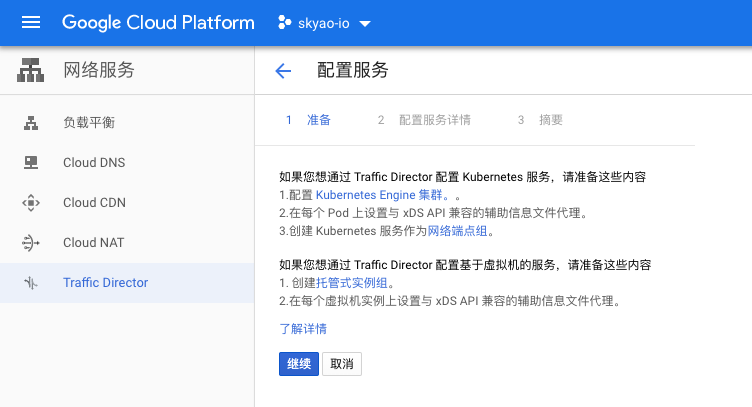 Google Cloud Platform skyao-io
网络服务
配置服务
负载平衡
Cloud DNS
Cloud CDN
Cloud NAT
Traffic Director
1 准备 2 配置服务详情 3 摘要
如果您想通过 Traffic Director 配置 Kubernetes 服务，请准备这些内容
1.配置 Kubernetes Engine 集群。。
2.在每个 Pod 上设置与 xDS API 兼容的辅助信息文件代理。
3.创建 Kubernetes 服务作为网络端点组。
如果您想通过 Traffic Director 配置基于虚拟机的服务，请准备这些内容
1. 创建托管式实例组。
2.在每个虚拟机实例上设置与 xDS API 兼容的辅助信息文件代理。
了解详情
继续 取消